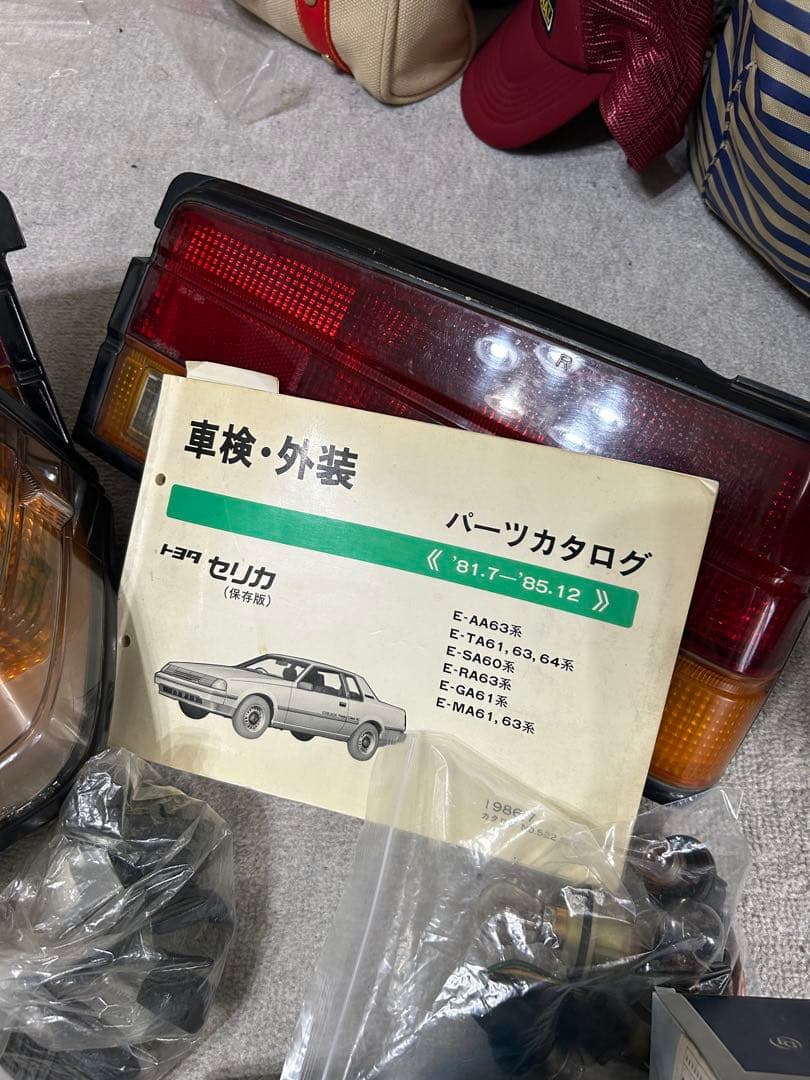 車検・外装
パーツカタログ
《 '81.7—'85.12 》
トヨタ セリカ
(保存版)
E-AA63系
E-TA61, 63, 64系
E-SA60系
E-RA63系
E-GA61系
E-MA61, 63系
R